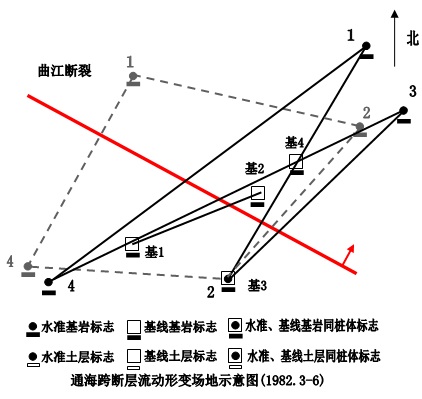 1
北
曲江断裂
1
3
2
基4
基2
4
基1
4
2
基3
水准基岩标志 基线基岩标志 水准、基线基岩同桩体标志
水准土层标志 基线土层标志 水准、基线土层同桩体标志
通海跨断层流动形变场地示意图(1982.3-6)